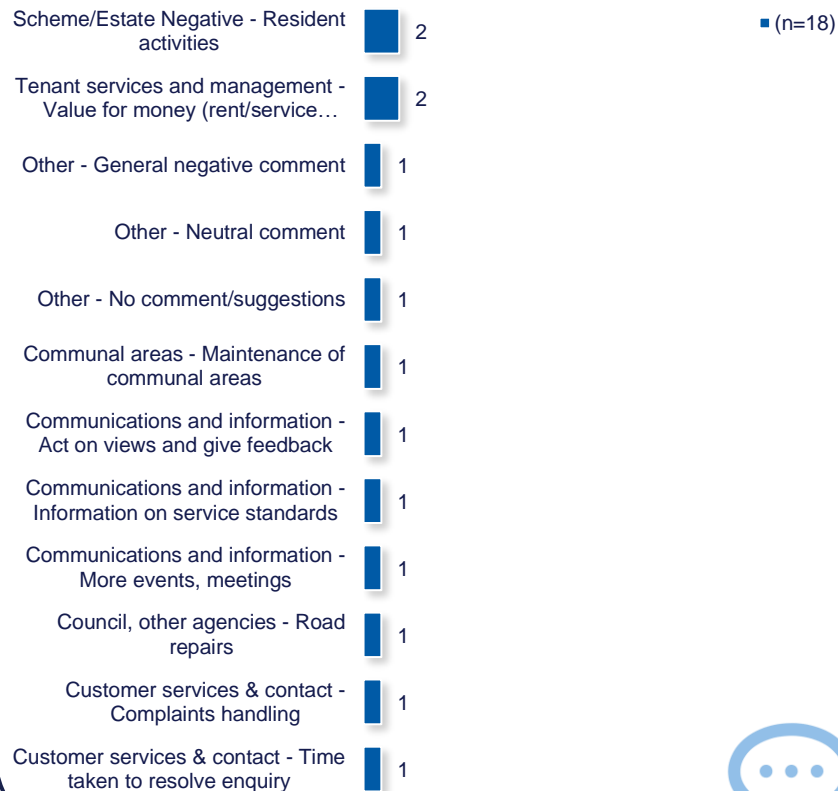 Scheme/Estate Negative - Resident
activities
2
(n=18)
Tenant services and management -
Value for money (rent/service…
2
Other - General negative comment
1
Other - Neutral comment
1
Other - No comment/suggestions
1
Communal areas - Maintenance of
communal areas
1
Communications and information -
Act on views and give feedback
1
Communications and information -
Information on service standards
1
Communications and information -
More events, meetings
1
Council, other agencies - Road
repairs
1
Customer services & contact -
Complaints handling
1
Customer services & contact - Time
taken to resolve enquiry
1